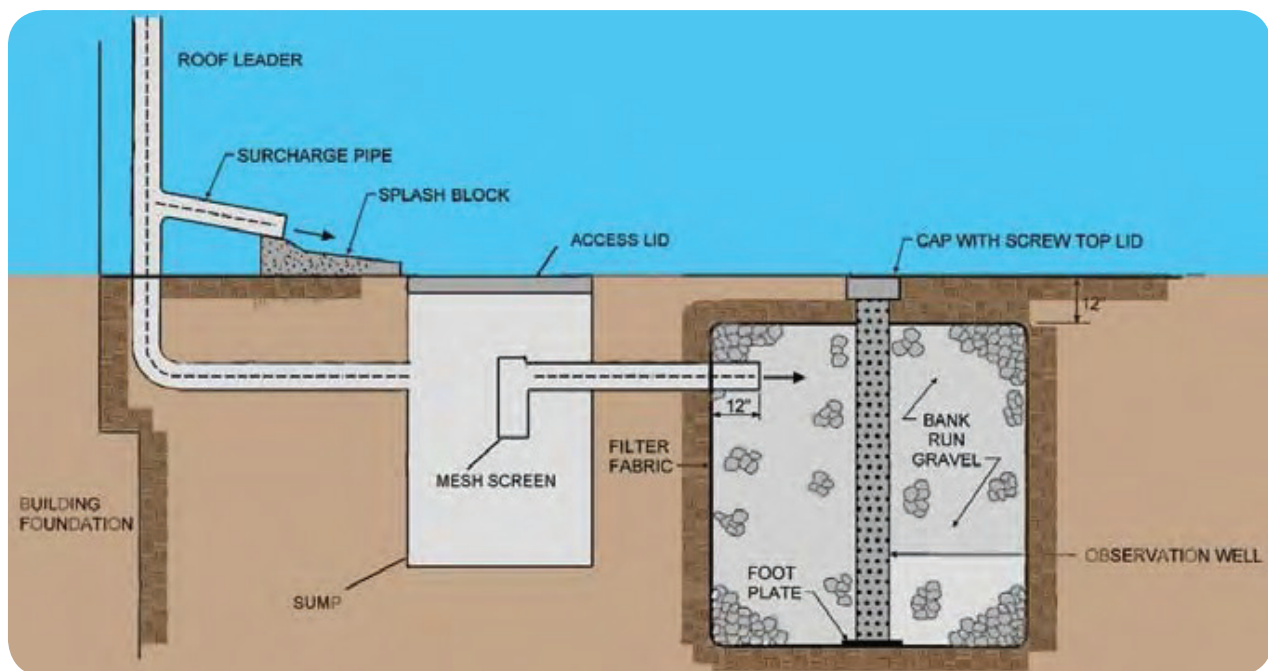 ROOF LEADER
SURCHARGE PIPE
SPLASH BLOCK
ACCESS LID
CAP WITH SCREW TOP LID
12"
12"
MESH SCREEN
FILTER
FABRIC
BANK
RUN
GRAVEL
BUILDING
FOUNDATION
OBSERVATION WELL
FOOT
PLATE
SUMP